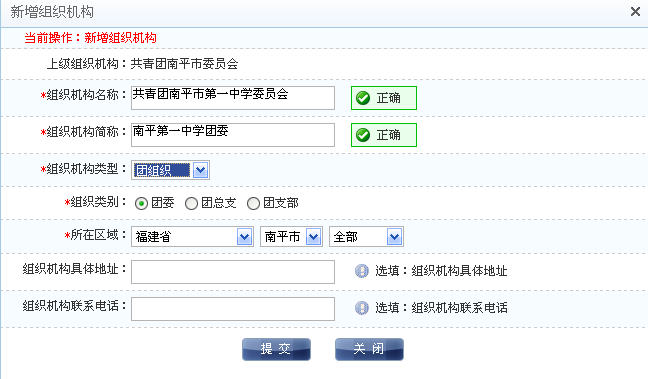 新增组织机构
当前操作：新增组织机构
上级组织机构：共青团南平市委员会
*组织机构名称：共青团南平市第一中学委员会 正确
*组织机构简称：南平第一中学团委 正确
*组织机构类型：团组织
*组织类别：团委 团总支 团支部
*所在区域：福建省 南平市 全部
组织机构具体地址： 选填：组织机构具体地址
组织机构联系电话： 选填：组织机构联系电话
提 交 关 闭